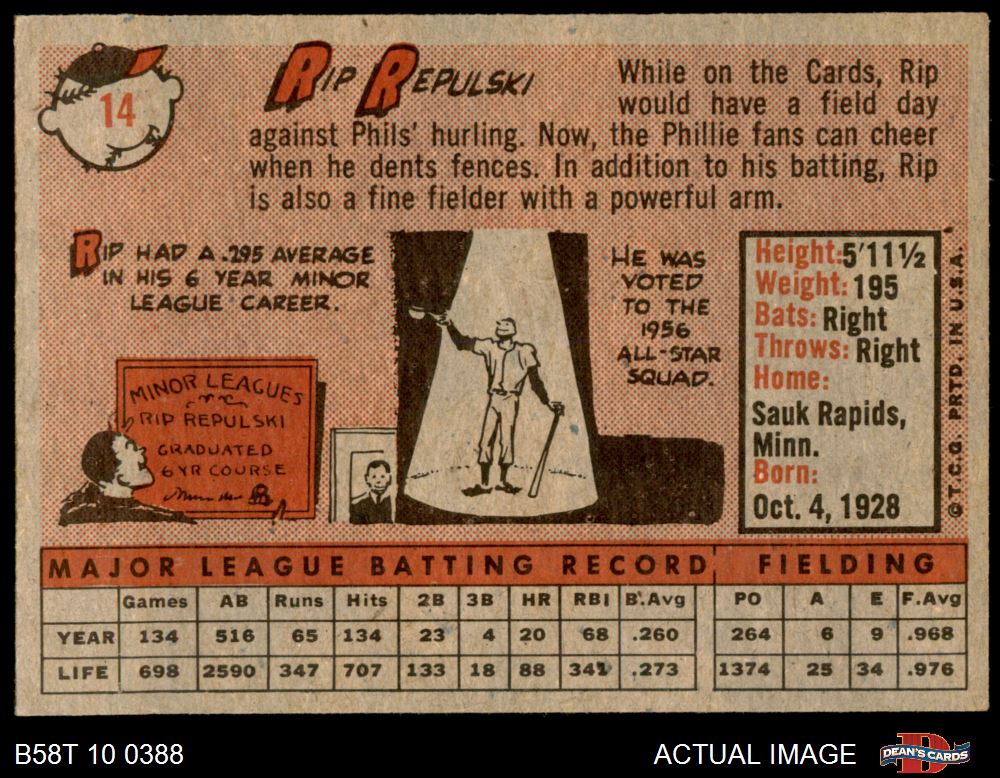 14
RIP REPULSKI
While on the Cards, Rip
would have a field day
against Phils' hurling. Now, the Phillie fans can cheer
when he dents fences. In addition to his batting, Rip
is also a fine fielder with a powerful arm.
RIP HAD A .295 AVERAGE
IN HIS 6 YEAR MINOR
LEAGUE CAREER.
MINOR LEAGUES
RIP REPULSKI
GRADUATED
6 YR COURSE
HE WAS
VOTED
TO THE
1956
ALL-STAR
SQUAD.
Height: 5'11½
Weight: 195
Bats: Right
Throws: Right
Home:
Sauk Rapids,
Minn.
Born:
Oct. 4, 1928
© T.C.G. PRTD. IN U.S.A.
MAJOR LEAGUE BATTING RECORD FIELDING
Games AB Runs Hits 2B 3B HR RBI B.Avg PO A E F.Avg
YEAR 134 516 65 134 23 4 20 68 .260 264 6 9 .968
LIFE 698 2590 347 707 133 18 88 341 .273 1374 25 34 .976
B58T 10 0388
ACTUAL IMAGE
DEAN'S CARDS